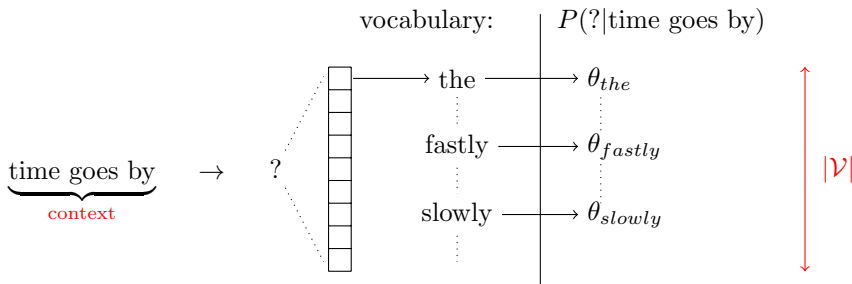 vocabulary: P(?|time goes by)
the θ_the
fastly θ_fastly
time goes by → ? |𝒱|
context
slowly θ_slowly